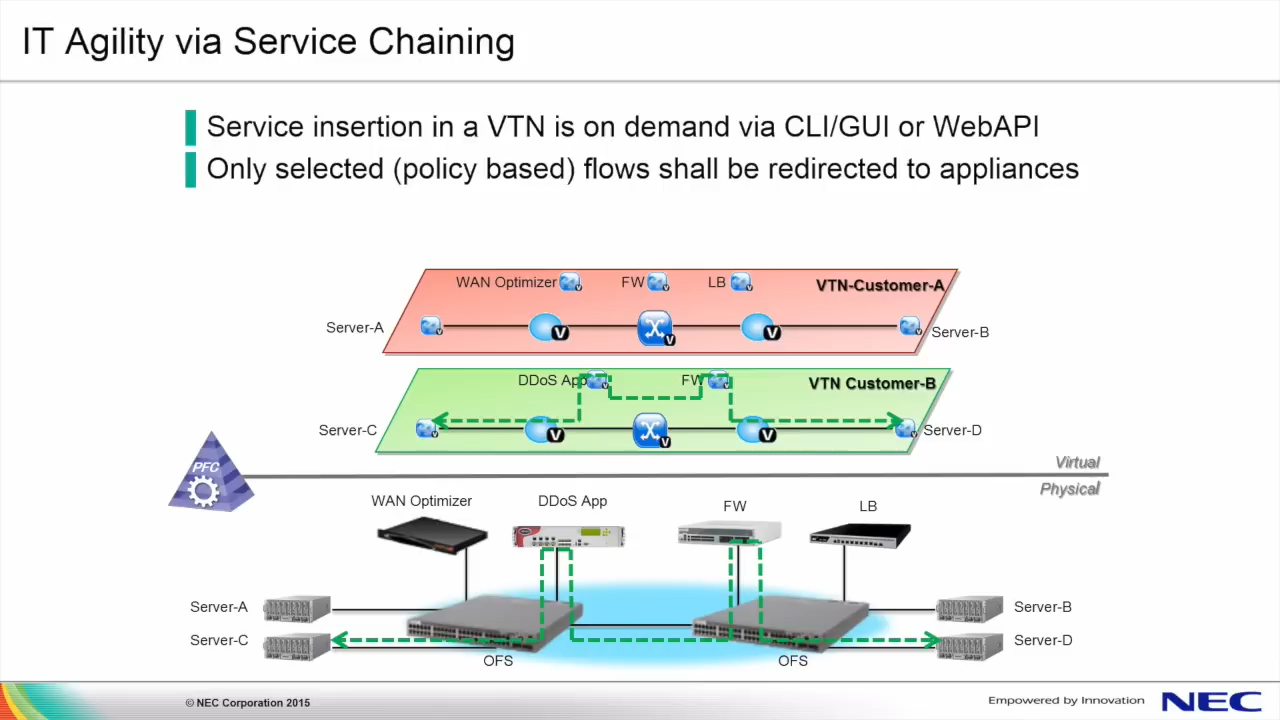 IT Agility via Service Chaining
Service insertion in a VTN is on demand via CLI/GUI or WebAPI
Only selected (policy based) flows shall be redirected to appliances
WAN Optimizer FW LB VTN-Customer-A
Server-A V V V V V Server-B
DDoS App FW VTN Customer-B
Server-C V V V V V Server-D
PFC
Virtual
Physical
WAN Optimizer DDoS App FW LB
Server-A Server-B
Server-C Server-D
OFS OFS
© NEC Corporation 2015 Empowered by Innovation NEC